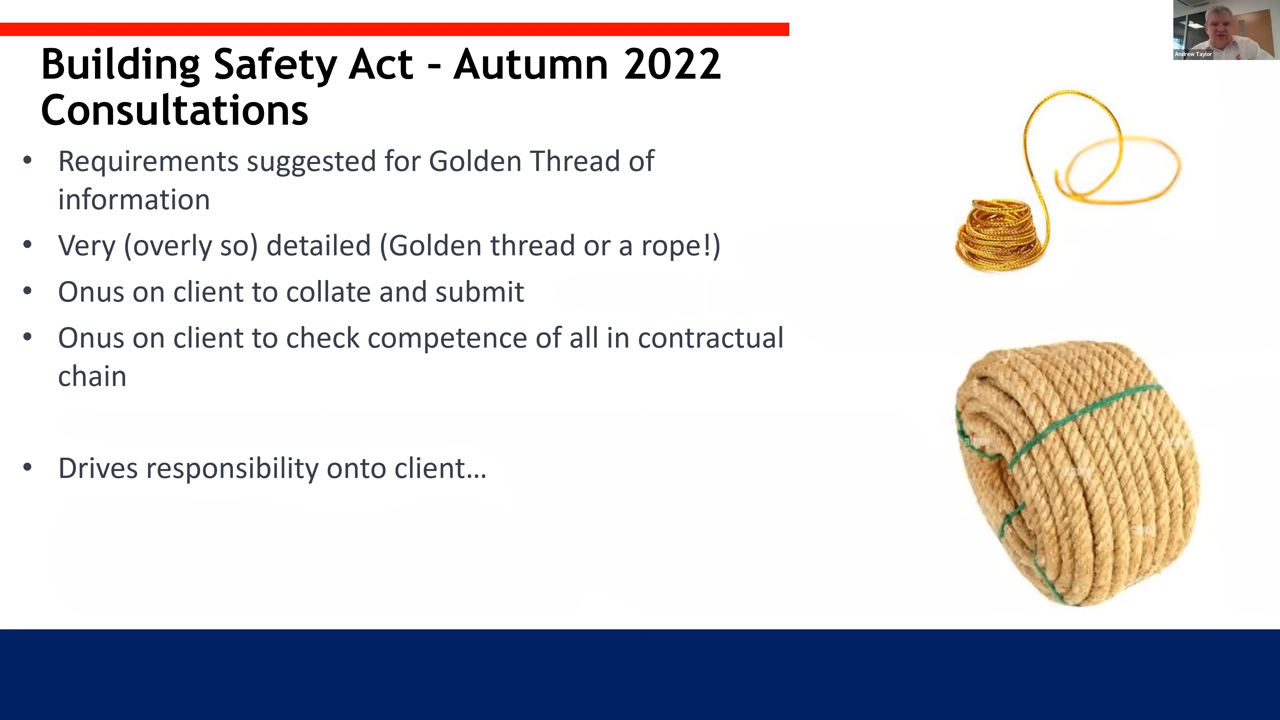 Building Safety Act – Autumn 2022
Consultations
• Requirements suggested for Golden Thread of
information
• Very (overly so) detailed (Golden thread or a rope!)
• Onus on client to collate and submit
• Onus on client to check competence of all in contractual
chain
• Drives responsibility onto client…
Andrew Taylor